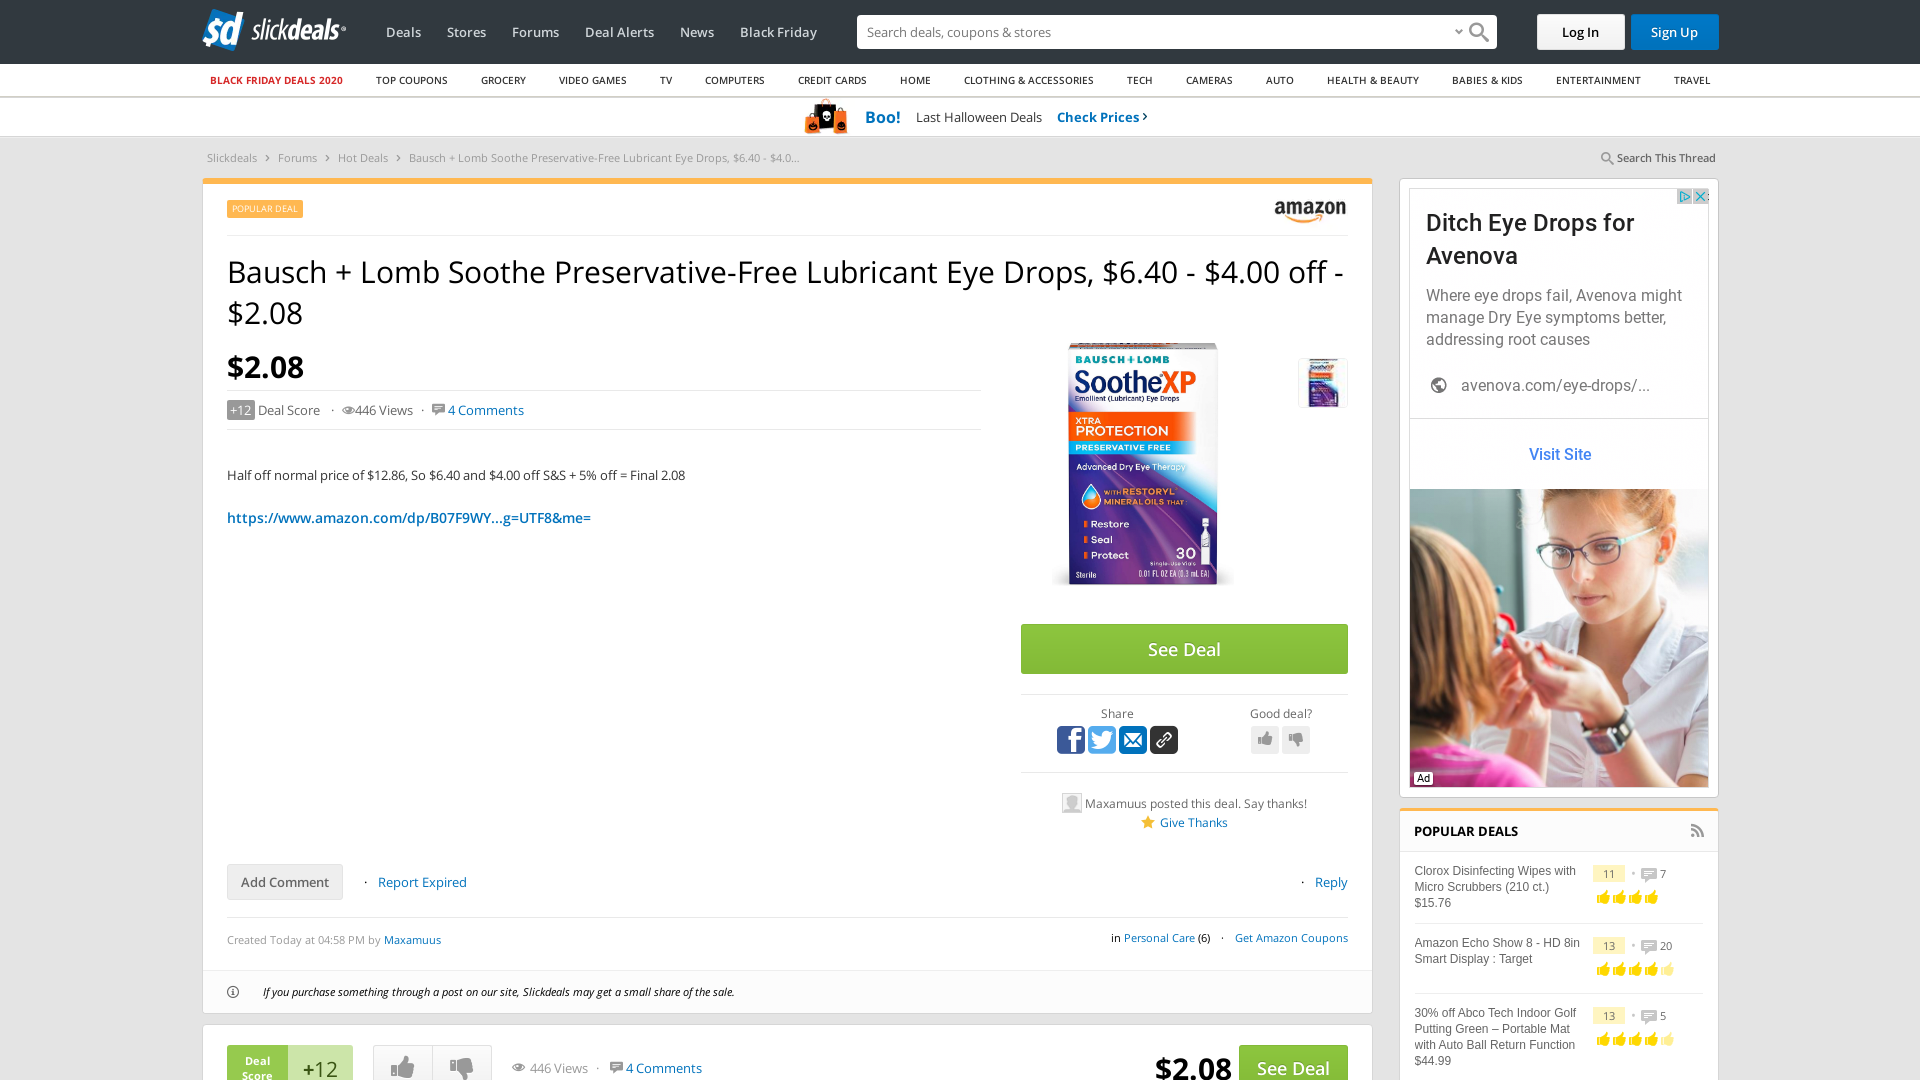 slickdeals
Deals
Stores
Forums
Deal Alerts
News
Black Friday
Search deals, coupons & stores
Log In
Sign Up
BLACK FRIDAY DEALS 2020
TOP COUPONS
GROCERY
VIDEO GAMES
TV
COMPUTERS
CREDIT CARDS
HOME
CLOTHING & ACCESSORIES
TECH
CAMERAS
AUTO
HEALTH & BEAUTY
BABIES & KIDS
ENTERTAINMENT
TRAVEL
Boo! Last Halloween Deals Check Prices ›
Slickdeals › Forums › Hot Deals › Bausch + Lomb Soothe Preservative-Free Lubricant Eye Drops, $6.40 - $4.0...
Search This Thread
POPULAR DEAL
amazon
Bausch + Lomb Soothe Preservative-Free Lubricant Eye Drops, $6.40 - $4.00 off -
$2.08
$2.08
+12 Deal Score · 446 Views · 4 Comments
Half off normal price of $12.86, So $6.40 and $4.00 off S&S + 5% off = Final 2.08
https://www.amazon.com/dp/B07F9WY...g=UTF8&me=
BAUSCH+LOMB
SootheXP
Emollient (Lubricant) Eye Drops
XTRA
PROTECTION
PRESERVATIVE FREE
Advanced Dry Eye Therapy
WITH RESTORYL
MINERAL OILS THAT
Restore
Seal
Protect
30
Single-Use Vials
Sterile
0.01 FL OZ EA (0.3 mL EA)
See Deal
Share
Good deal?
Maxamuus posted this deal. Say thanks!
Give Thanks
Add Comment
· Report Expired
· Reply
Created Today at 04:58 PM by Maxamuus
in Personal Care (6) · Get Amazon Coupons
If you purchase something through a post on our site, Slickdeals may get a small share of the sale.
Deal
Score
+12
446 Views · 4 Comments
$2.08
See Deal
Ditch Eye Drops for
Avenova
Where eye drops fail, Avenova might
manage Dry Eye symptoms better,
addressing root causes
avenova.com/eye-drops/...
Visit Site
Ad
POPULAR DEALS
Clorox Disinfecting Wipes with
Micro Scrubbers (210 ct.)
$15.76
11 • 7
Amazon Echo Show 8 - HD 8in
Smart Display : Target
13 • 20
30% off Abco Tech Indoor Golf
Putting Green – Portable Mat
with Auto Ball Return Function
$44.99
13 • 5